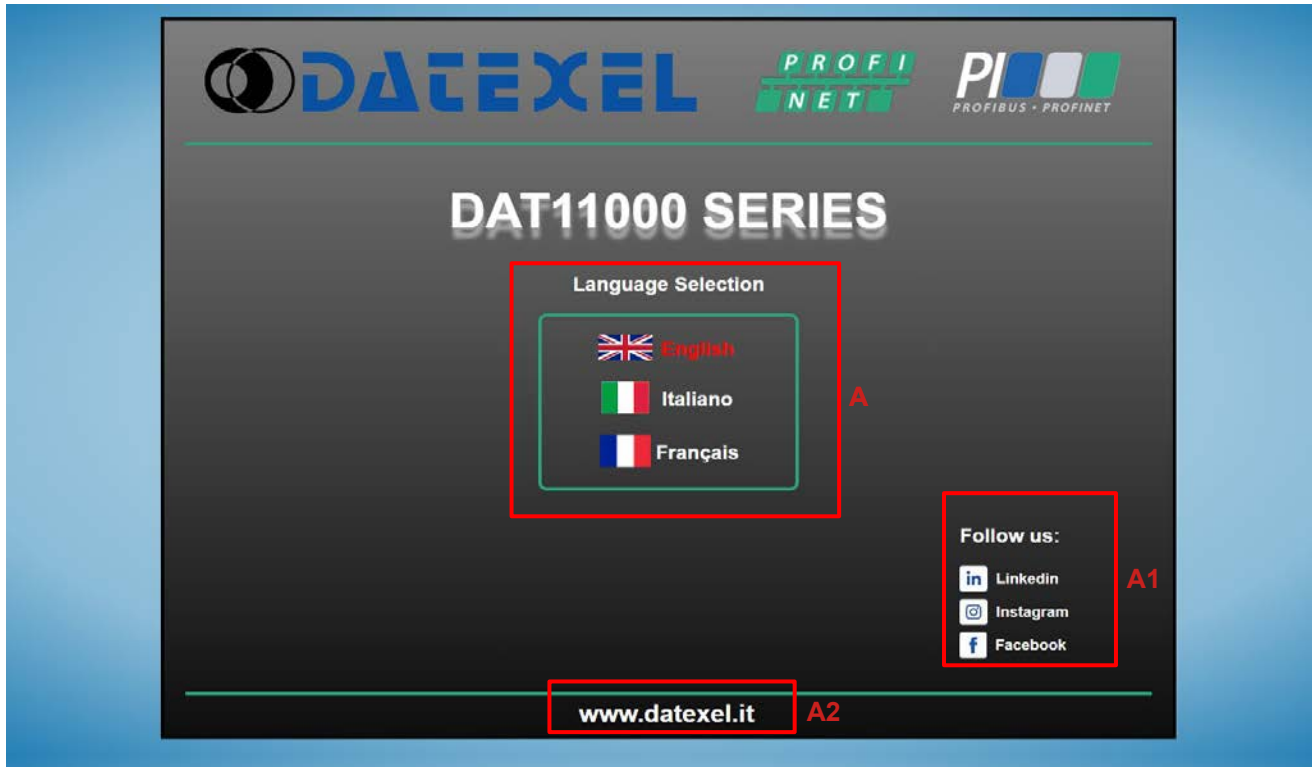 DATEXEL
PROFI
NET
PI
PROFIBUS · PROFINET
DAT11000 SERIES
Language Selection
English
Italiano
A
Français
Follow us:
in Linkedin
A1
Instagram
f Facebook
www.datexel.it
A2